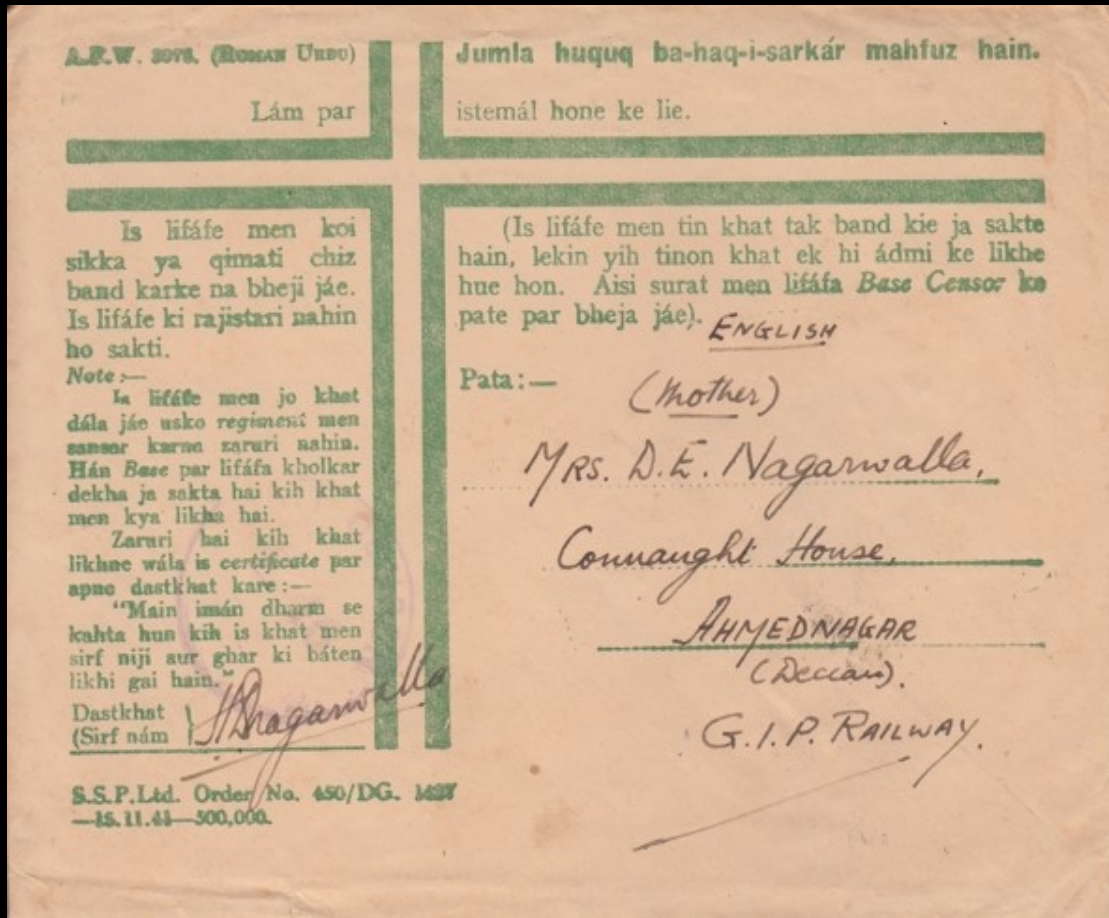 A.F.W. 3078. (ROMAN URDU)
Jumla huquq ba-haq-i-sarkár mahfuz hain.
Lám par
istemál hone ke lie.
Is lifáfe men koi
sikka ya qimati chiz
band karke na bheji jáe.
Is lifáfe ki rajistari nahin
ho sakti.
Note :—
Is lifáfe men jo khat
dála jáe usko regiment men
sansor karne zaruri nahin.
Hán Base par lifáfa kholkar
dekha ja sakta hai kih khat
men kya likha hai.
Zaruri hai kih khat
likhne wála is certificate par
apne dastkhat kare :—
"Main imán dharm se
kahta hun kih is khat men
sirf niji aur ghar ki báten
likhi gai hain."
Dastkhat
(Sirf nám
Nagarwalla
S.S.P.Ltd. Order No. 450/DG. 1427
—15.11.41—500,000.
(Is lifáfe men tin khat tak band kie ja sakte
hain, lekin yih tinon khat ek hi ádmi ke likhe
hue hon. Aisi surat men lifáfa Base Censor ke
pate par bheja jáe).
ENGLISH
Pata :—
(Mother)
MRS. D.E. Nagarwalla,
Connaught House,
AHMEDNAGAR
(Deccan).
G.I.P. RAILWAY.